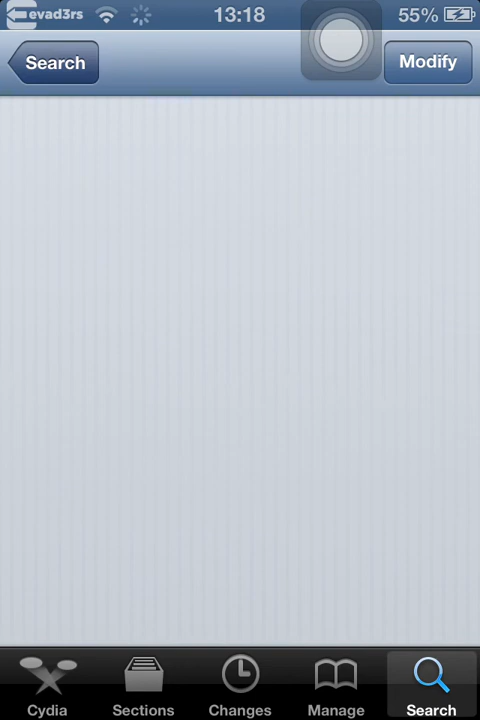 evad3rs 13:18 55%
Search Modify
Cydia Sections Changes Manage Search